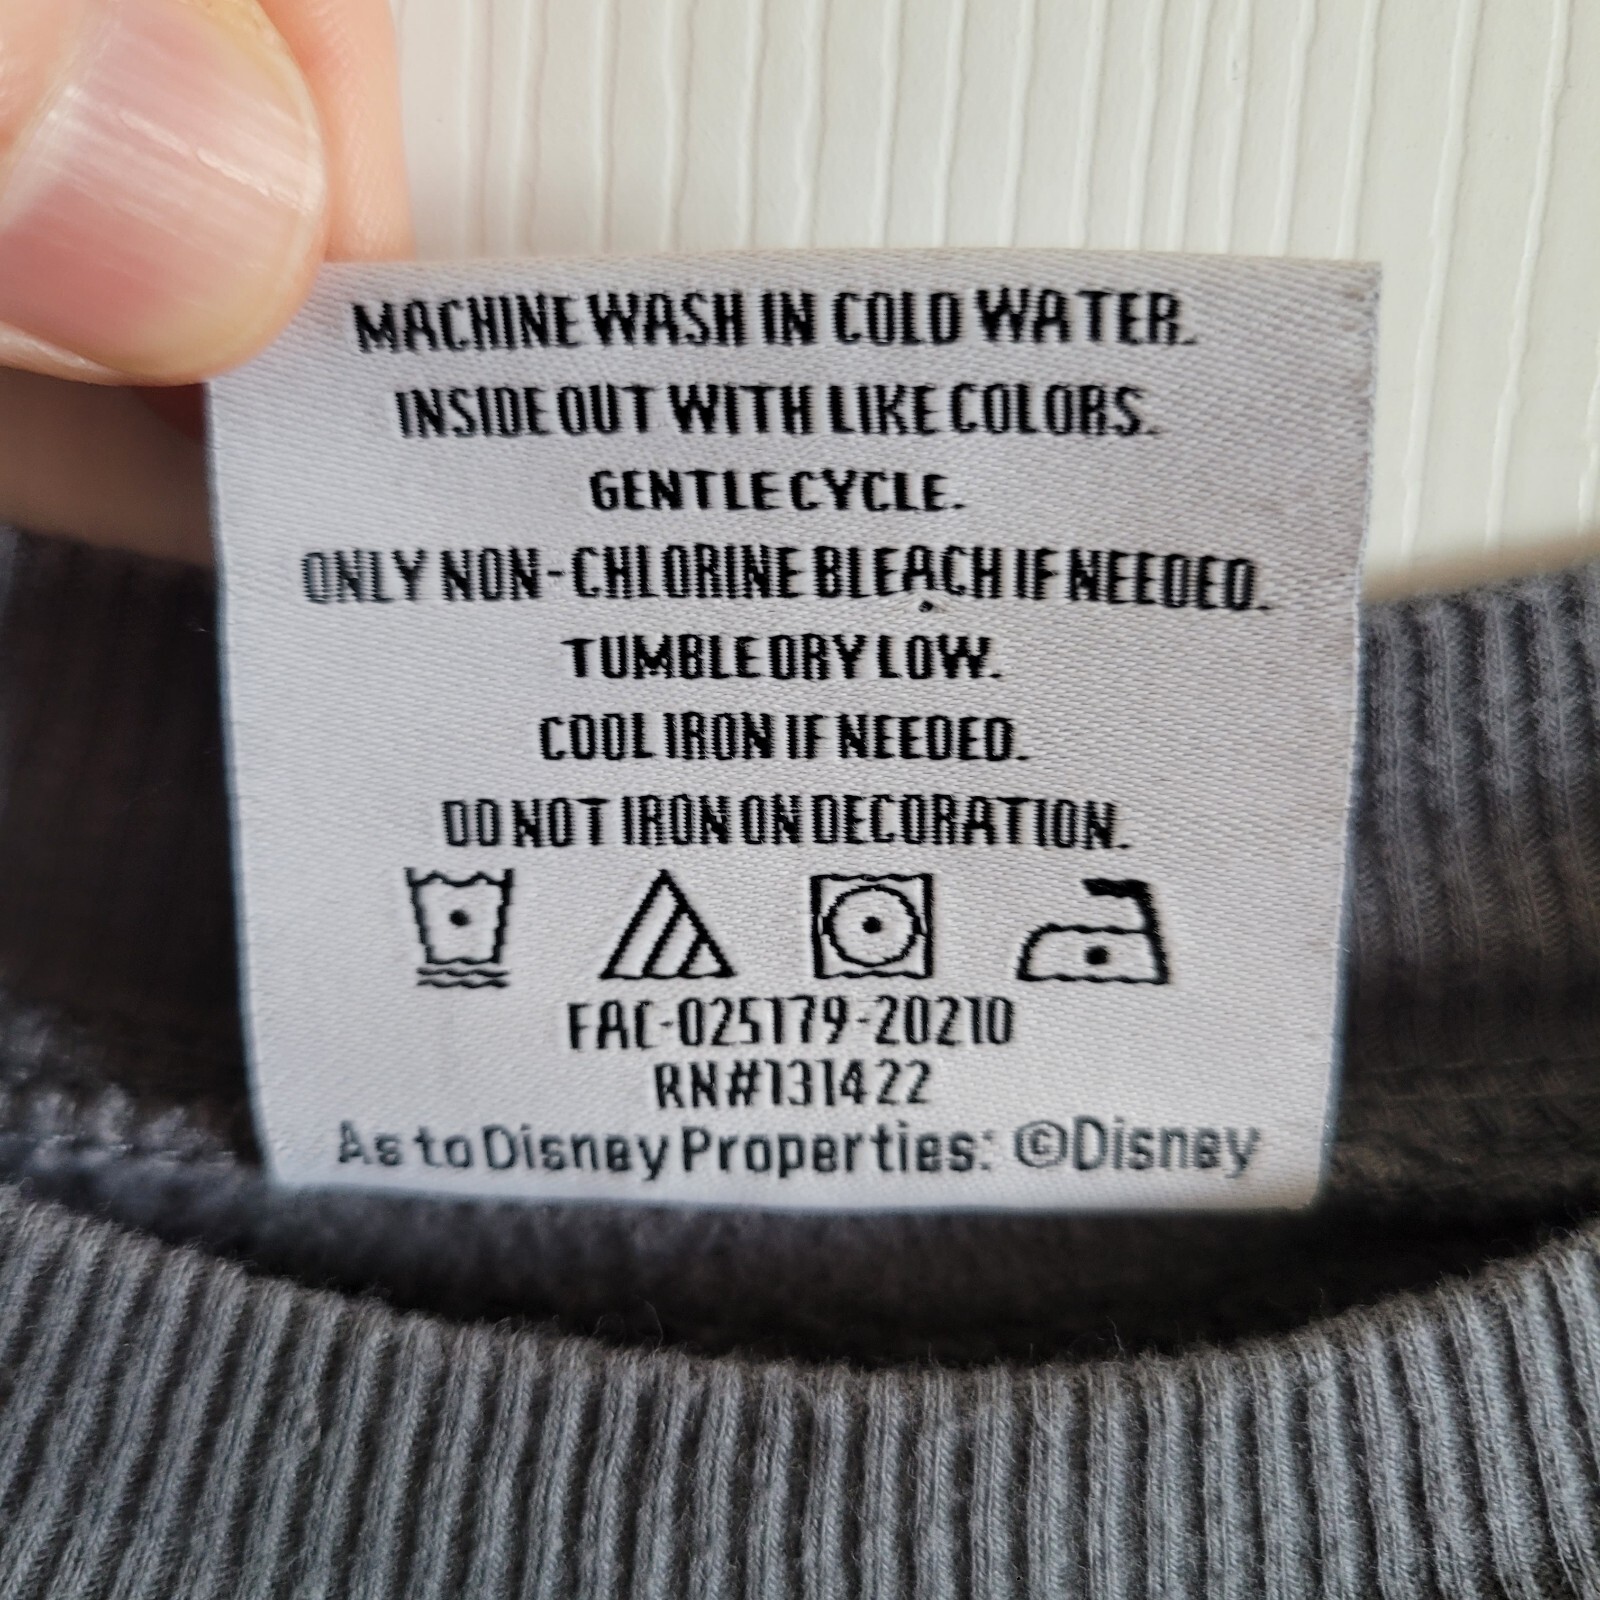 MACHINE WASH IN COLD WATER.
INSIDE OUT WITH LIKE COLORS.
GENTLE CYCLE.
ONLY NON-CHLORINE BLEACH IF NEEDED.
TUMBLE DRY LOW.
COOL IRON IF NEEDED.
DO NOT IRON ON DECORATION.
FAC-025179-20210
RN#131422
As to Disney Properties: ©Disney